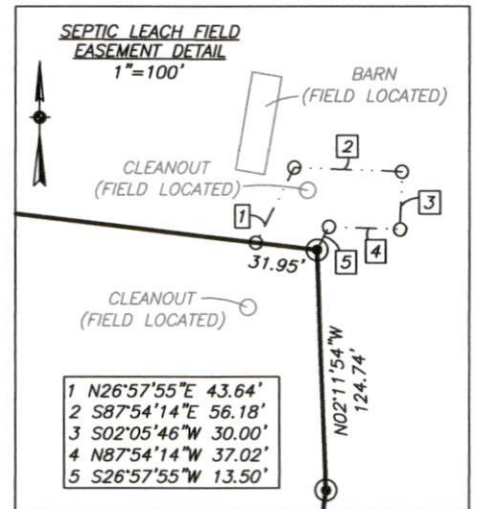 SEPTIC LEACH FIELD
EASEMENT DETAIL
1"=100'
BARN
(FIELD LOCATED)
2
CLEANOUT
(FIELD LOCATED)
3
1
4
31.95'
5
CLEANOUT
(FIELD LOCATED)
N02°11'54"W
124.74'
1 N26°57'55"E 43.64'
2 S87°54'14"E 56.18'
3 S02°05'46"W 30.00'
4 N87°54'14"W 37.02'
5 S26°57'55"W 13.50'